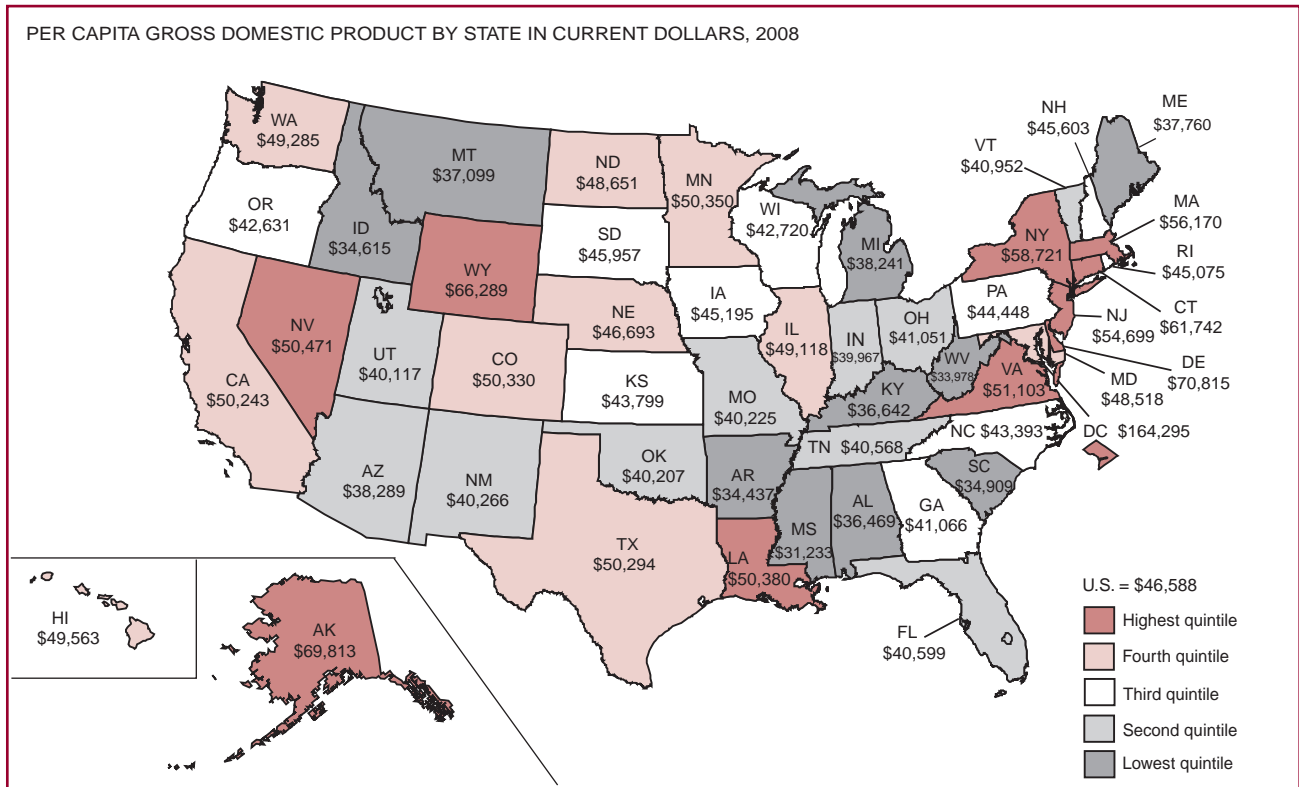 PER CAPITA GROSS DOMESTIC PRODUCT BY STATE IN CURRENT DOLLARS, 2008
WA
$49,285
OR
$42,631
CA
$50,243
NV
$50,471
ID
$34,615
MT
$37,099
WY
$66,289
UT
$40,117
AZ
$38,289
CO
$50,330
NM
$40,266
ND
$48,651
SD
$45,957
NE
$46,693
KS
$43,799
OK
$40,207
TX
$50,294
MN
$50,350
IA
$45,195
MO
$40,225
AR
$34,437
LA
$50,380
WI
$42,720
IL
$49,118
MI
$38,241
IN
$39,967
OH
$41,051
KY
$36,642
TN $40,568
MS
$31,233
AL
$36,469
GA
$41,066
FL
$40,599
SC
$34,909
NC $43,393
VA
$51,103
WV
$33,978
PA
$44,448
NY
$58,721
VT
$40,952
NH
$45,603
ME
$37,760
MA
$56,170
RI
$45,075
CT
$61,742
NJ
$54,699
DE
$70,815
MD
$48,518
DC $164,295
HI
$49,563
AK
$69,813
U.S. = $46,588
Highest quintile
Fourth quintile
Third quintile
Second quintile
Lowest quintile